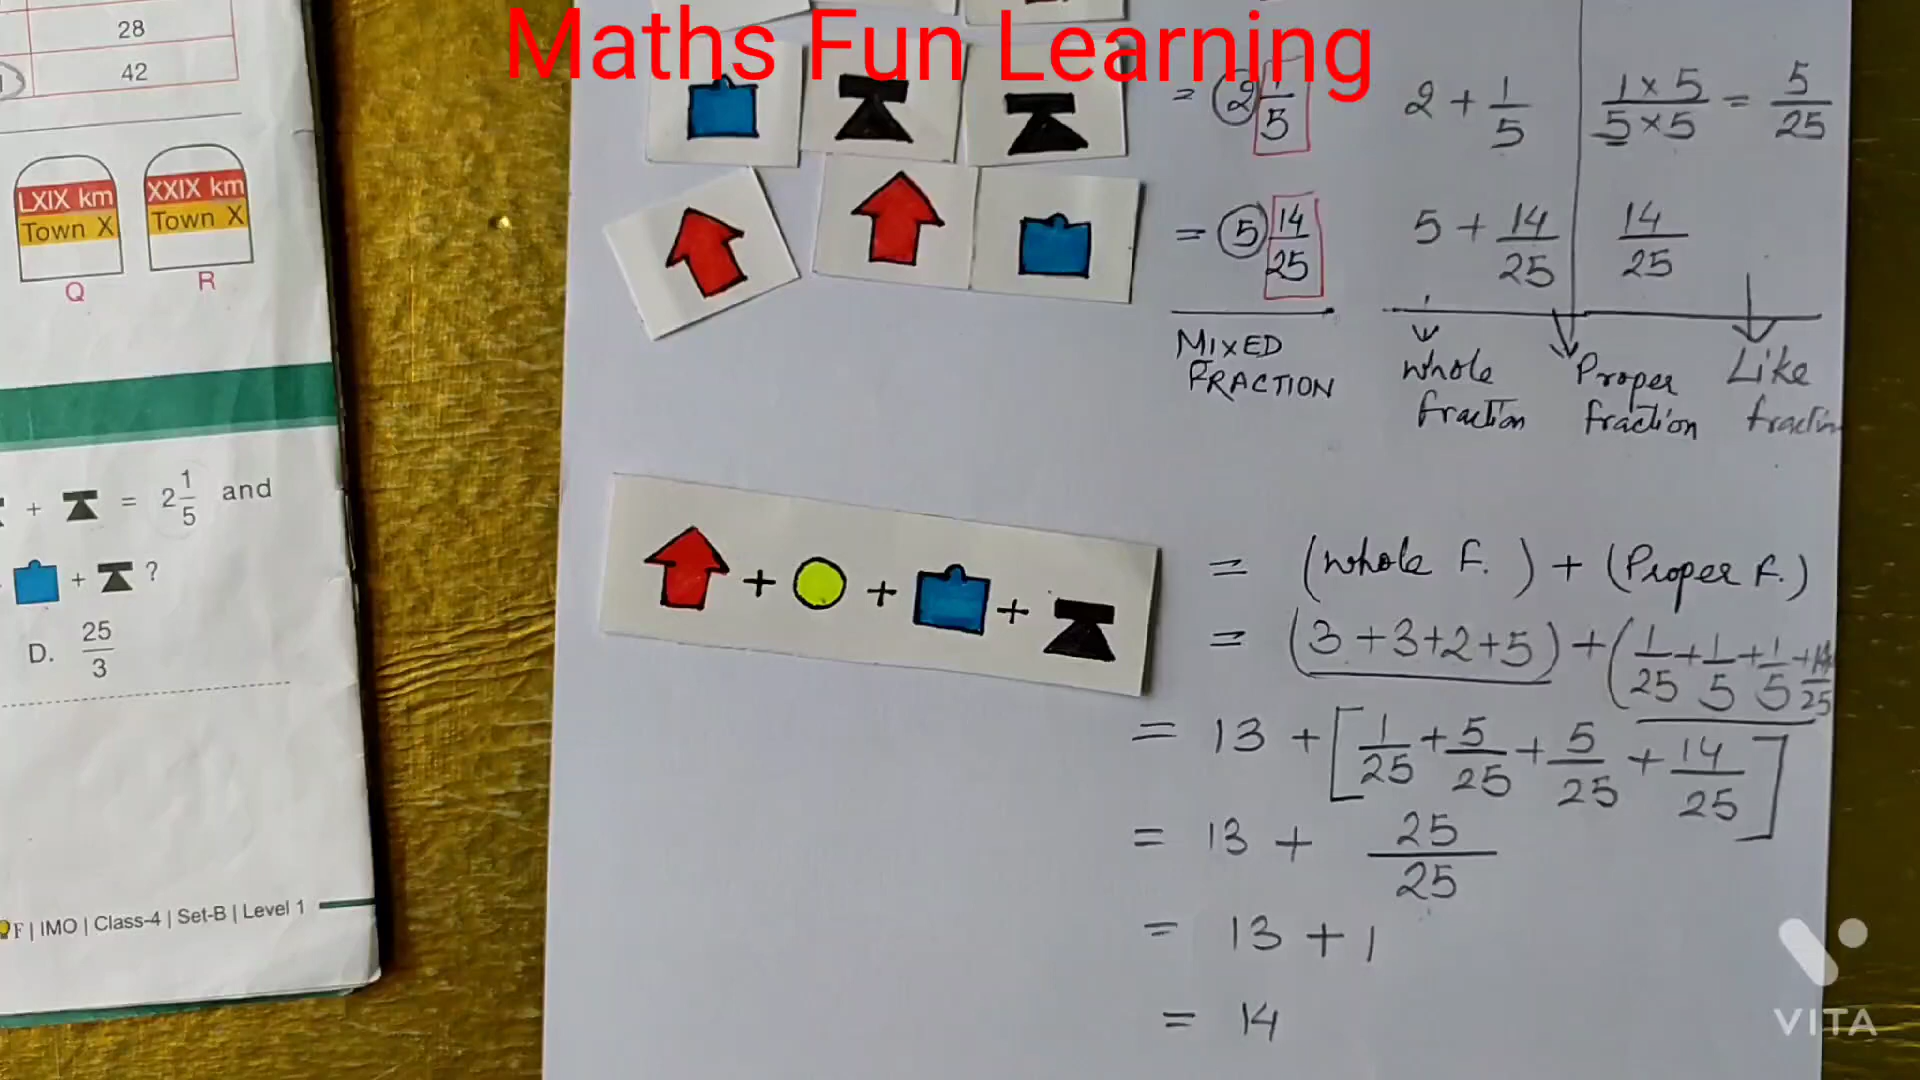 Maths Fun Learning
28
42
LXIX km
Town X
Q
XXIX km
Town X
R
+ = 2 1/5 and
+ ?
D. 25/3
F | IMO | Class-4 | Set-B | Level 1
= 2 1/5
2 + 1/5
1 × 5 / 5 × 5 = 5/25
= 5 14/25
5 + 14/25
14/25
MIXED
FRACTION
Whole
fraction
Proper
fraction
Like
+ + +
= (Whole F.) + (Proper F.)
= (3 + 3 + 2 + 5) + (1/25 + 1/5 + 1/5 + 14/25
= 13 + [1/25 + 5/25 + 5/25 + 14/25]
= 13 + 25/25
= 13 + 1
= 14
VITA